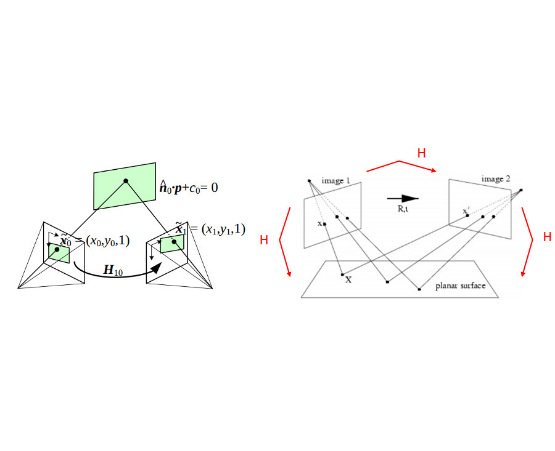 n̂₀·p+c₀= 0
x̃₀ = (x₀,y₀,1)
x̃₁ = (x₁,y₁,1)
H₁₀
H
image 1
image 2
R,t
x
x'
H
H
X
planar surface